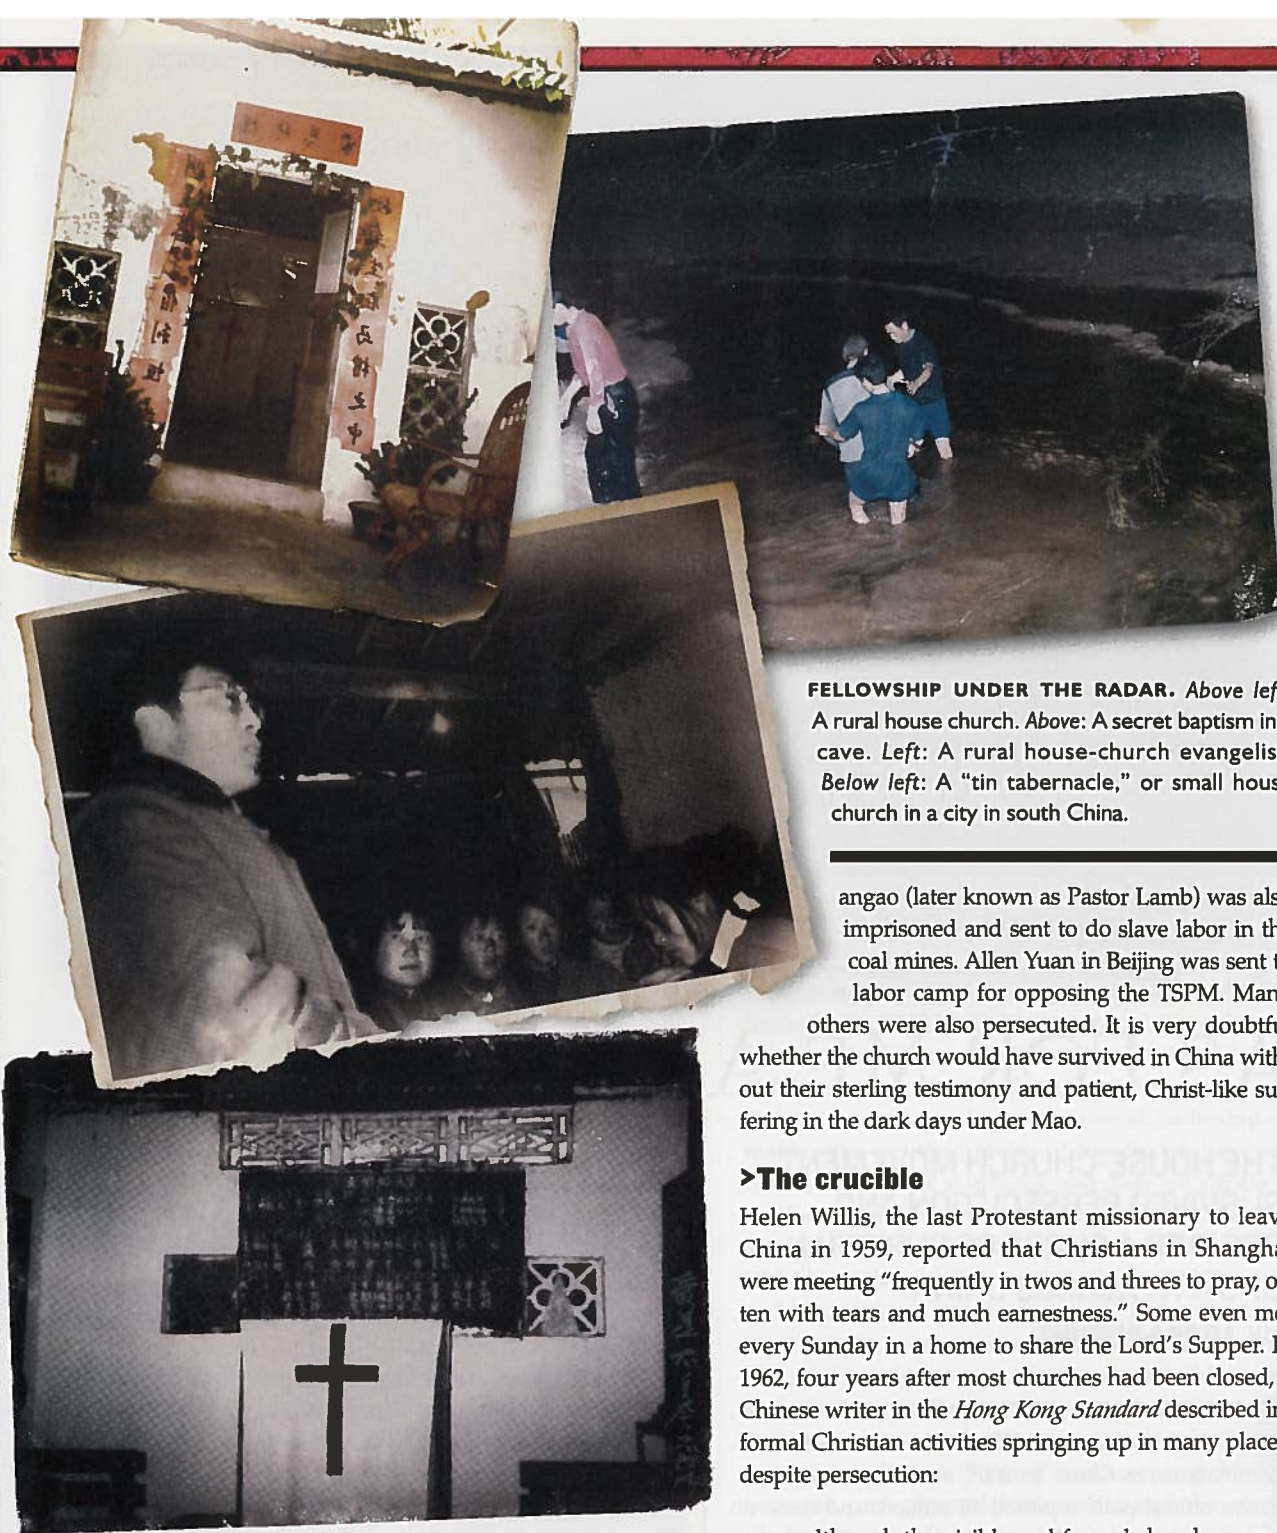 馬
槽
之
中
FELLOWSHIP UNDER THE RADAR. Above lef
A rural house church. Above: A secret baptism in
cave. Left: A rural house-church evangelis
Below left: A “tin tabernacle,” or small hous
church in a city in south China.
angao (later known as Pastor Lamb) was als
imprisoned and sent to do slave labor in th
coal mines. Allen Yuan in Beijing was sent t
labor camp for opposing the TSPM. Man
others were also persecuted. It is very doubtfu
whether the church would have survived in China with
out their sterling testimony and patient, Christ-like su
fering in the dark days under Mao.
>The crucible
Helen Willis, the last Protestant missionary to leav
China in 1959, reported that Christians in Shangha
were meeting “frequently in twos and threes to pray, o
ten with tears and much earnestness.” Some even me
every Sunday in a home to share the Lord’s Supper. I
1962, four years after most churches had been closed,
Chinese writer in the Hong Kong Standard described in
formal Christian activities springing up in many place
despite persecution: